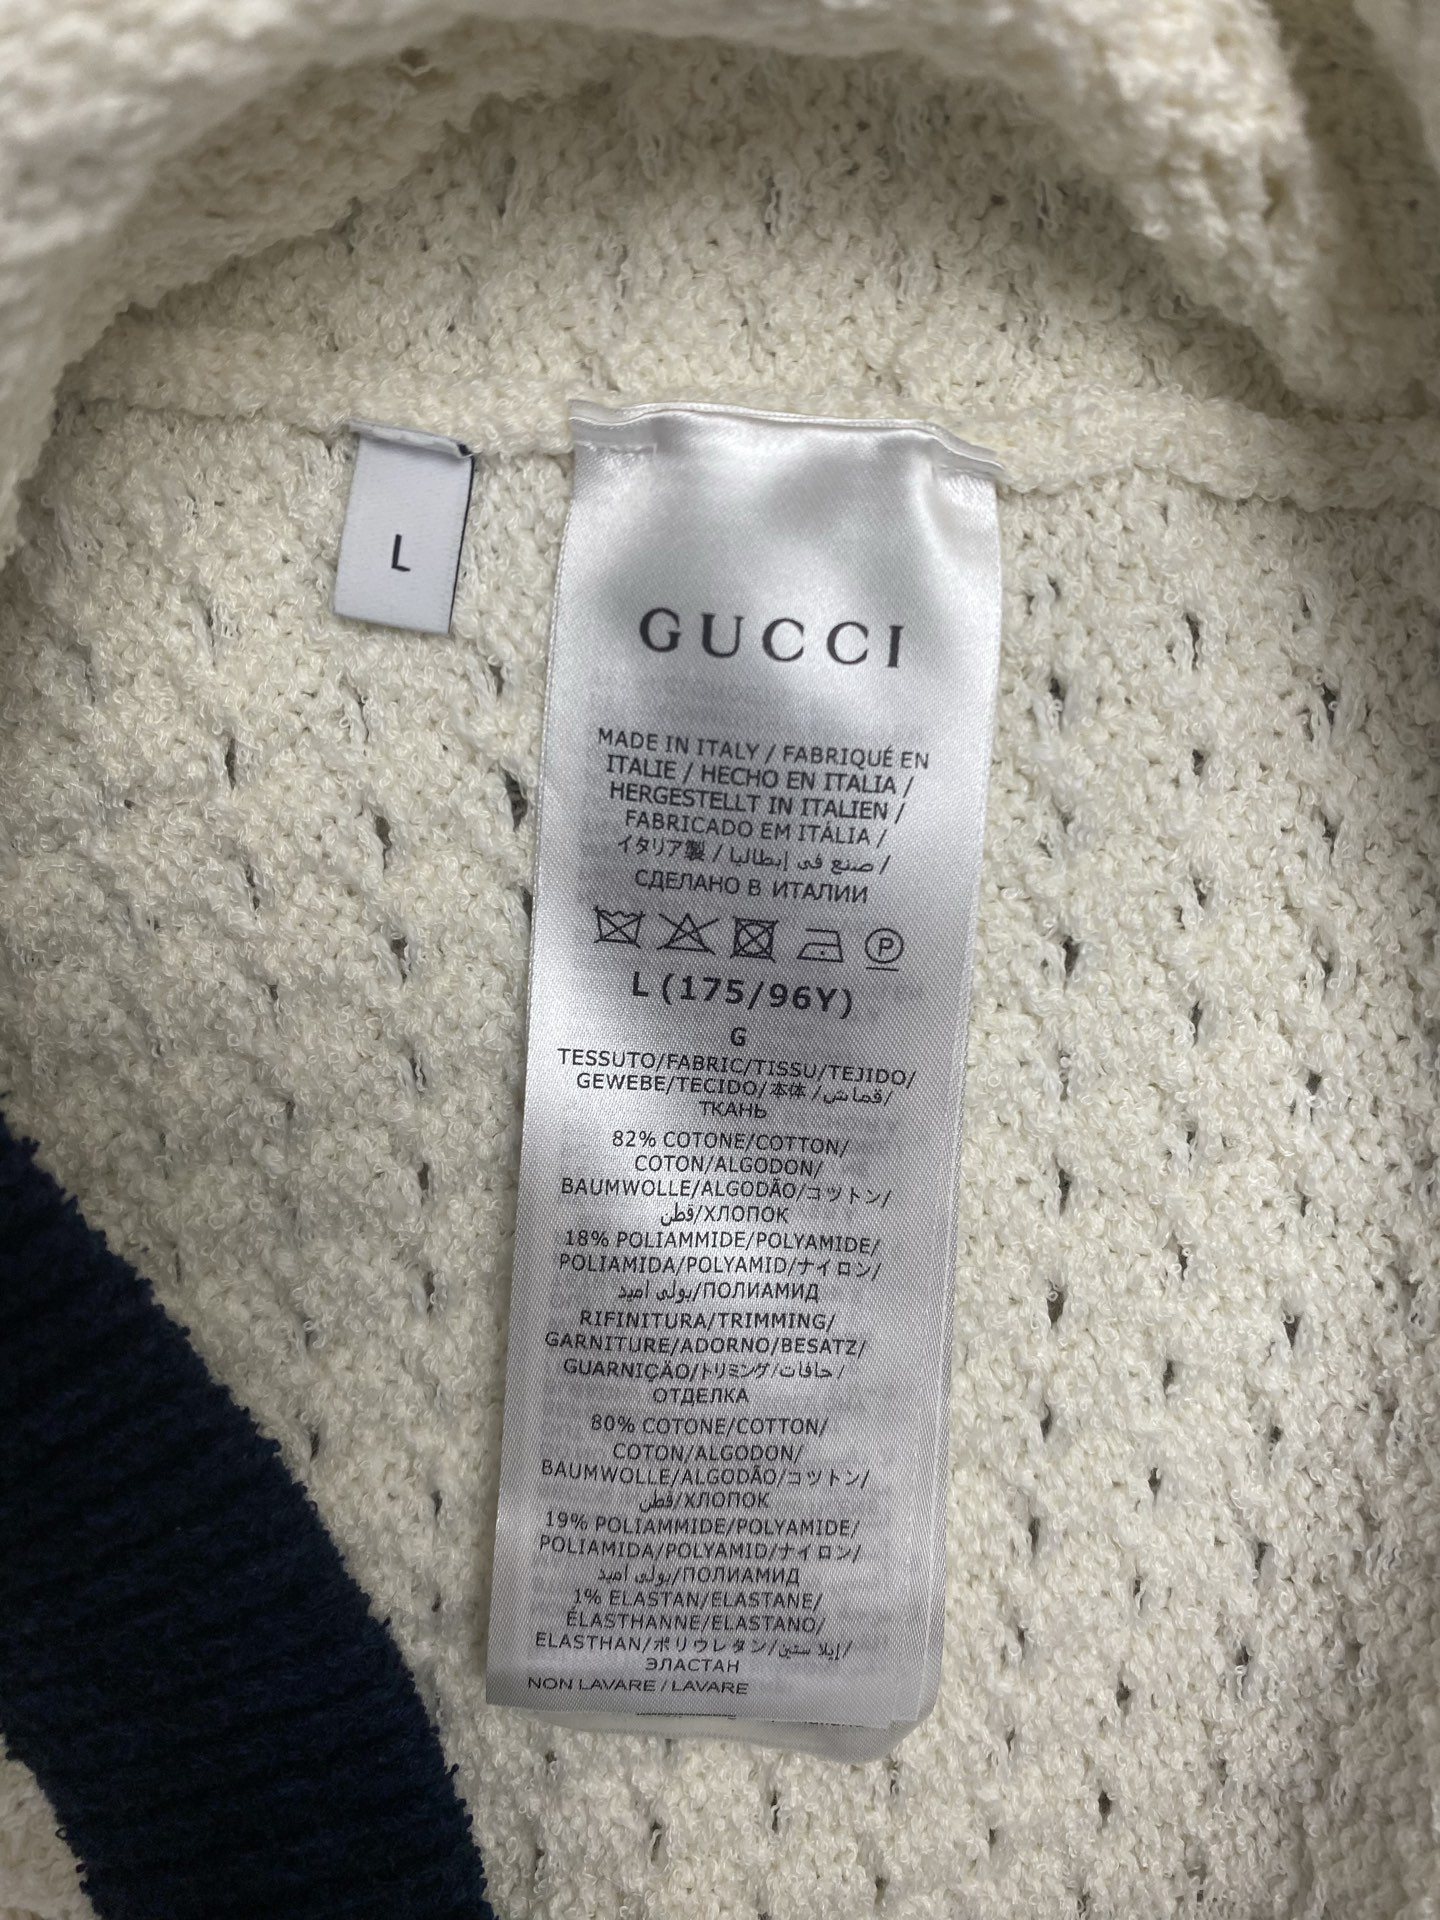 L
GUCCI
MADE IN ITALY / FABRIQUÉ EN
ITALIE / HECHO EN ITALIA /
HERGESTELLT IN ITALIEN /
FABRICADO EM ITÁLIA /
イタリア製 / صنع في إيطاليا /
СДЕЛАНО В ИТАЛИИ
P
L (175/96Y)
G
TESSUTO/FABRIC/TISSU/TEJIDO/
GEWEBE/TECIDO/本体/قماش/
ТКАНЬ
82% COTONE/COTTON/
COTON/ALGODON/
BAUMWOLLE/ALGODÃO/コットン/
قطن/ХЛОПОК
18% POLIAMMIDE/POLYAMIDE/
POLIAMIDA/POLYAMID/ナイロン/
بولي اميد/ПОЛИАМИД
RIFINITURA/TRIMMING/
GARNITURE/ADORNO/BESATZ/
GUARNIÇÃO/トリミング/حافات/
ОТДЕЛКА
80% COTONE/COTTON/
COTON/ALGODON/
BAUMWOLLE/ALGODÃO/コットン/
قطن/ХЛОПОК
19% POLIAMMIDE/POLYAMIDE/
POLIAMIDA/POLYAMID/ナイロン/
بولي اميد/ПОЛИАМИД
1% ELASTAN/ELASTANE/
ÉLASTHANNE/ELASTANO/
ELASTHAN/ポリウレタン/إيلاستين/
ЭЛАСТАН
NON LAVARE / LAVARE